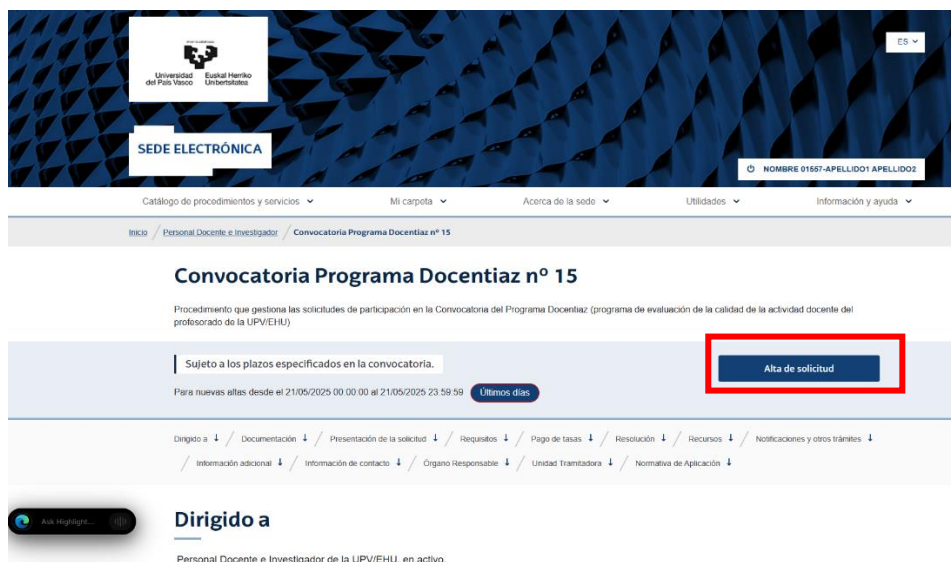 Universidad del País Vasco
Euskal Herriko Unibertsitatea
ES
SEDE ELECTRÓNICA
NOMBRE 01557-APELLIDO1 APELLIDO2
Catálogo de procedimientos y servicios
Mi carpeta
Acerca de la sede
Utilidades
Información y ayuda
Inicio / Personal Docente e Investigador / Convocatoria Programa Docentiaz nº 15
Convocatoria Programa Docentiaz nº 15
Procedimiento que gestiona las solicitudes de participación en la Convocatoria del Programa Docentiaz (programa de evaluación de la calidad de la actividad docente del
profesorado de la UPV/EHU)
Sujeto a los plazos especificados en la convocatoria.
Alta de solicitud
Para nuevas altas desde el 21/05/2025 00:00:00 al 21/05/2025 23:59:59 Últimos días
Dirigido a ↓ / Documentación ↓ / Presentación de la solicitud ↓ / Requisitos ↓ / Pago de tasas ↓ / Resolución ↓ / Recursos ↓ / Notificaciones y otros trámites ↓
/ Información adicional ↓ / Información de contacto ↓ / Órgano Responsable ↓ / Unidad Tramitadora ↓ / Normativa de Aplicación ↓
Ask Highlight...
Dirigido a
Personal Docente e Investigador de la UPV/EHU, en activo.